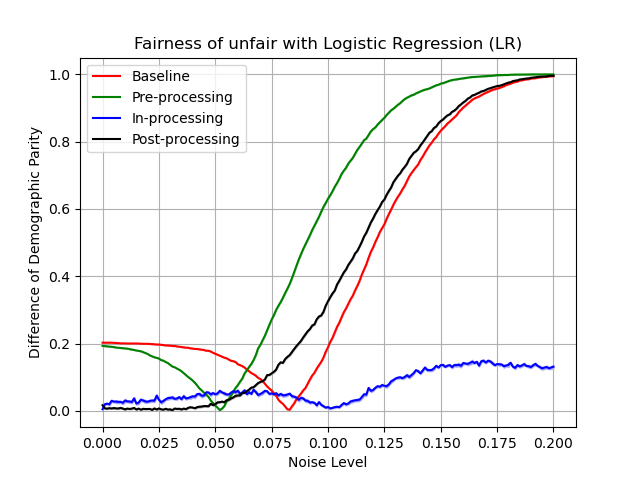 Fairness of unfair with Logistic Regression (LR)
Baseline
Pre-processing
In-processing
Post-processing
Difference of Demographic Parity
1.0
0.8
0.6
0.4
0.2
0.0
0.000 0.025 0.050 0.075 0.100 0.125 0.150 0.175 0.200
Noise Level